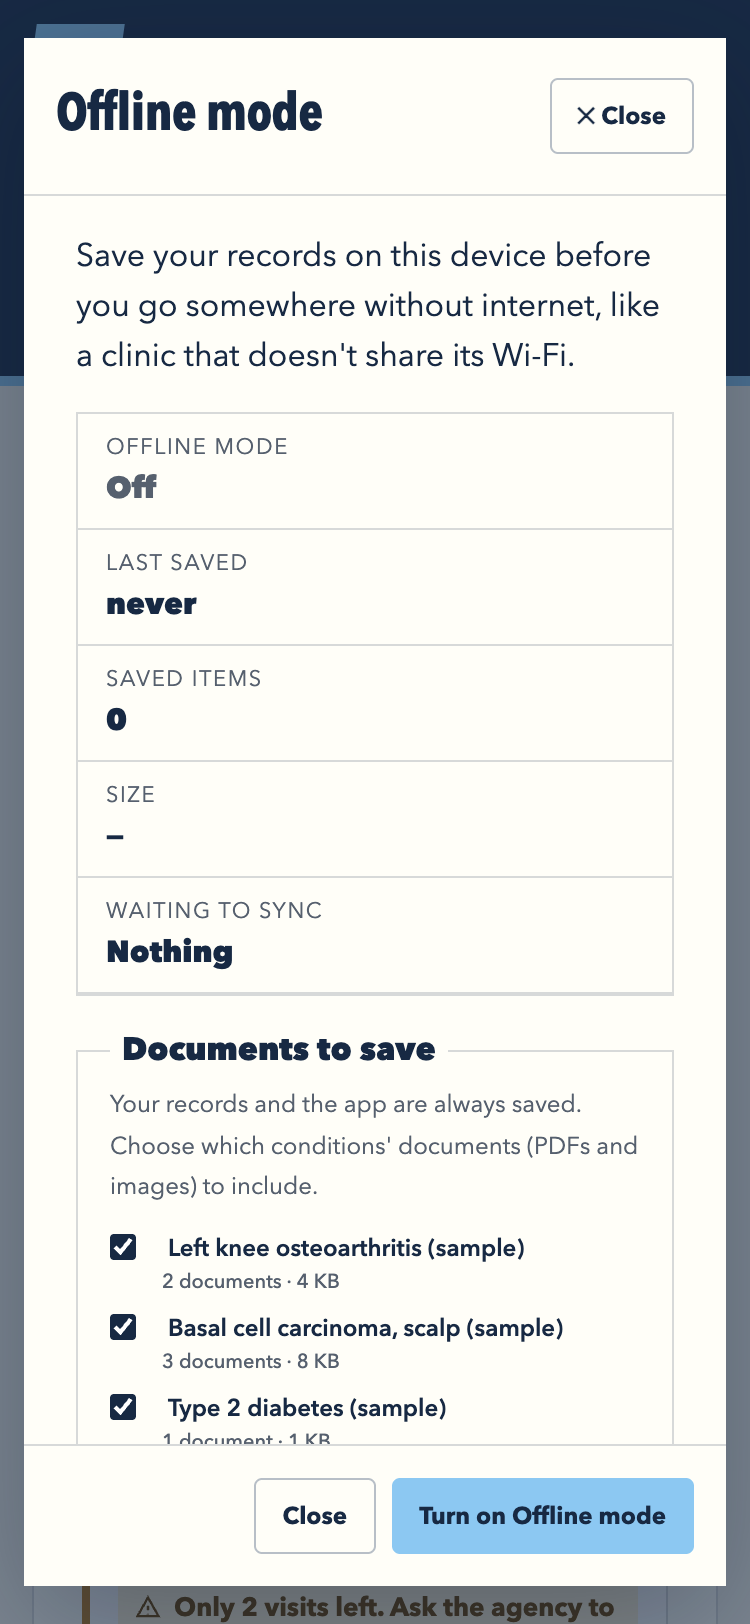 Offline mode
× Close
Save your records on this device before
you go somewhere without internet, like
a clinic that doesn't share its Wi-Fi.
OFFLINE MODE
Off
LAST SAVED
never
SAVED ITEMS
0
SIZE
–
WAITING TO SYNC
Nothing
Documents to save
Your records and the app are always saved.
Choose which conditions' documents (PDFs and
images) to include.
Left knee osteoarthritis (sample)
2 documents · 4 KB
Basal cell carcinoma, scalp (sample)
3 documents · 8 KB
Type 2 diabetes (sample)
1 document · 1 KB
Close
Turn on Offline mode
Only 2 visits left. Ask the agency to